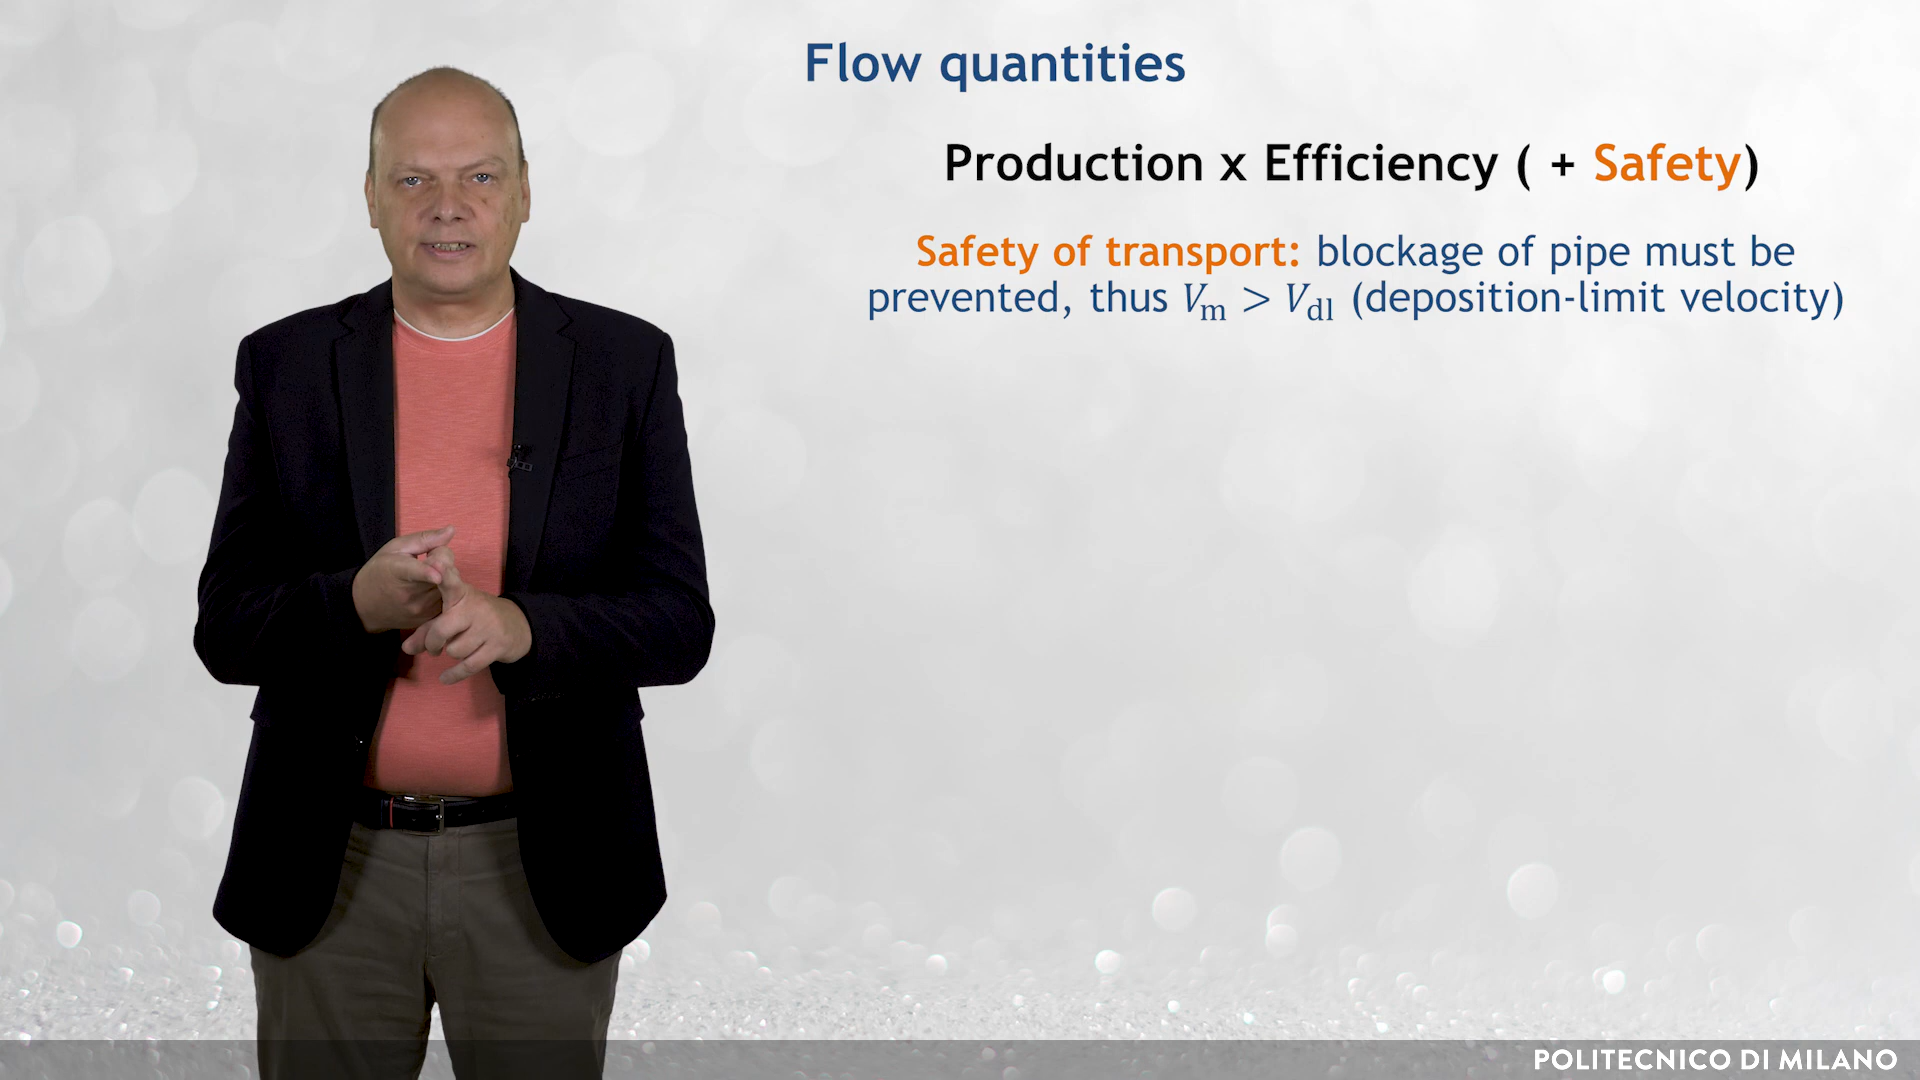 Flow quantities
Production x Efficiency ( + Safety)
Safety of transport: blockage of pipe must be
prevented, thus Vm > Vdl (deposition-limit velocity)
POLITECNICO DI MILANO